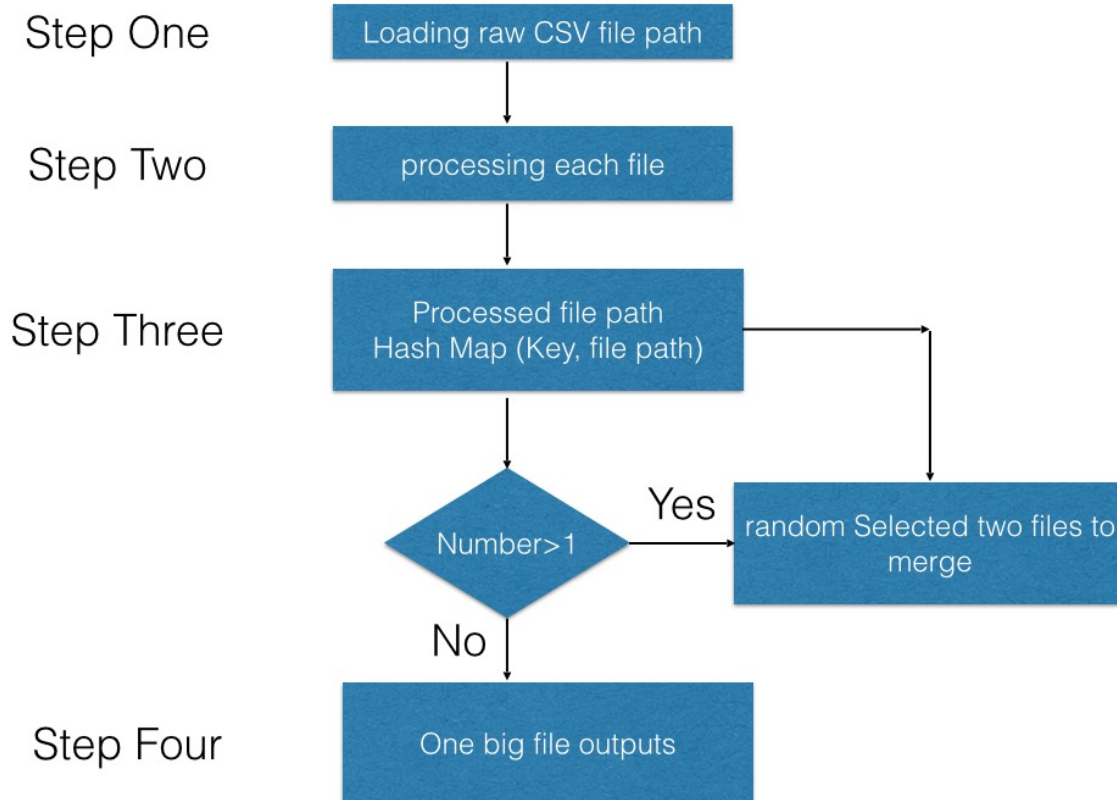 Step One
Loading raw CSV file path
Step Two
processing each file
Step Three
Processed file path
Hash Map (Key, file path)
Number>1
Yes
random Selected two files to
merge
No
Step Four
One big file outputs